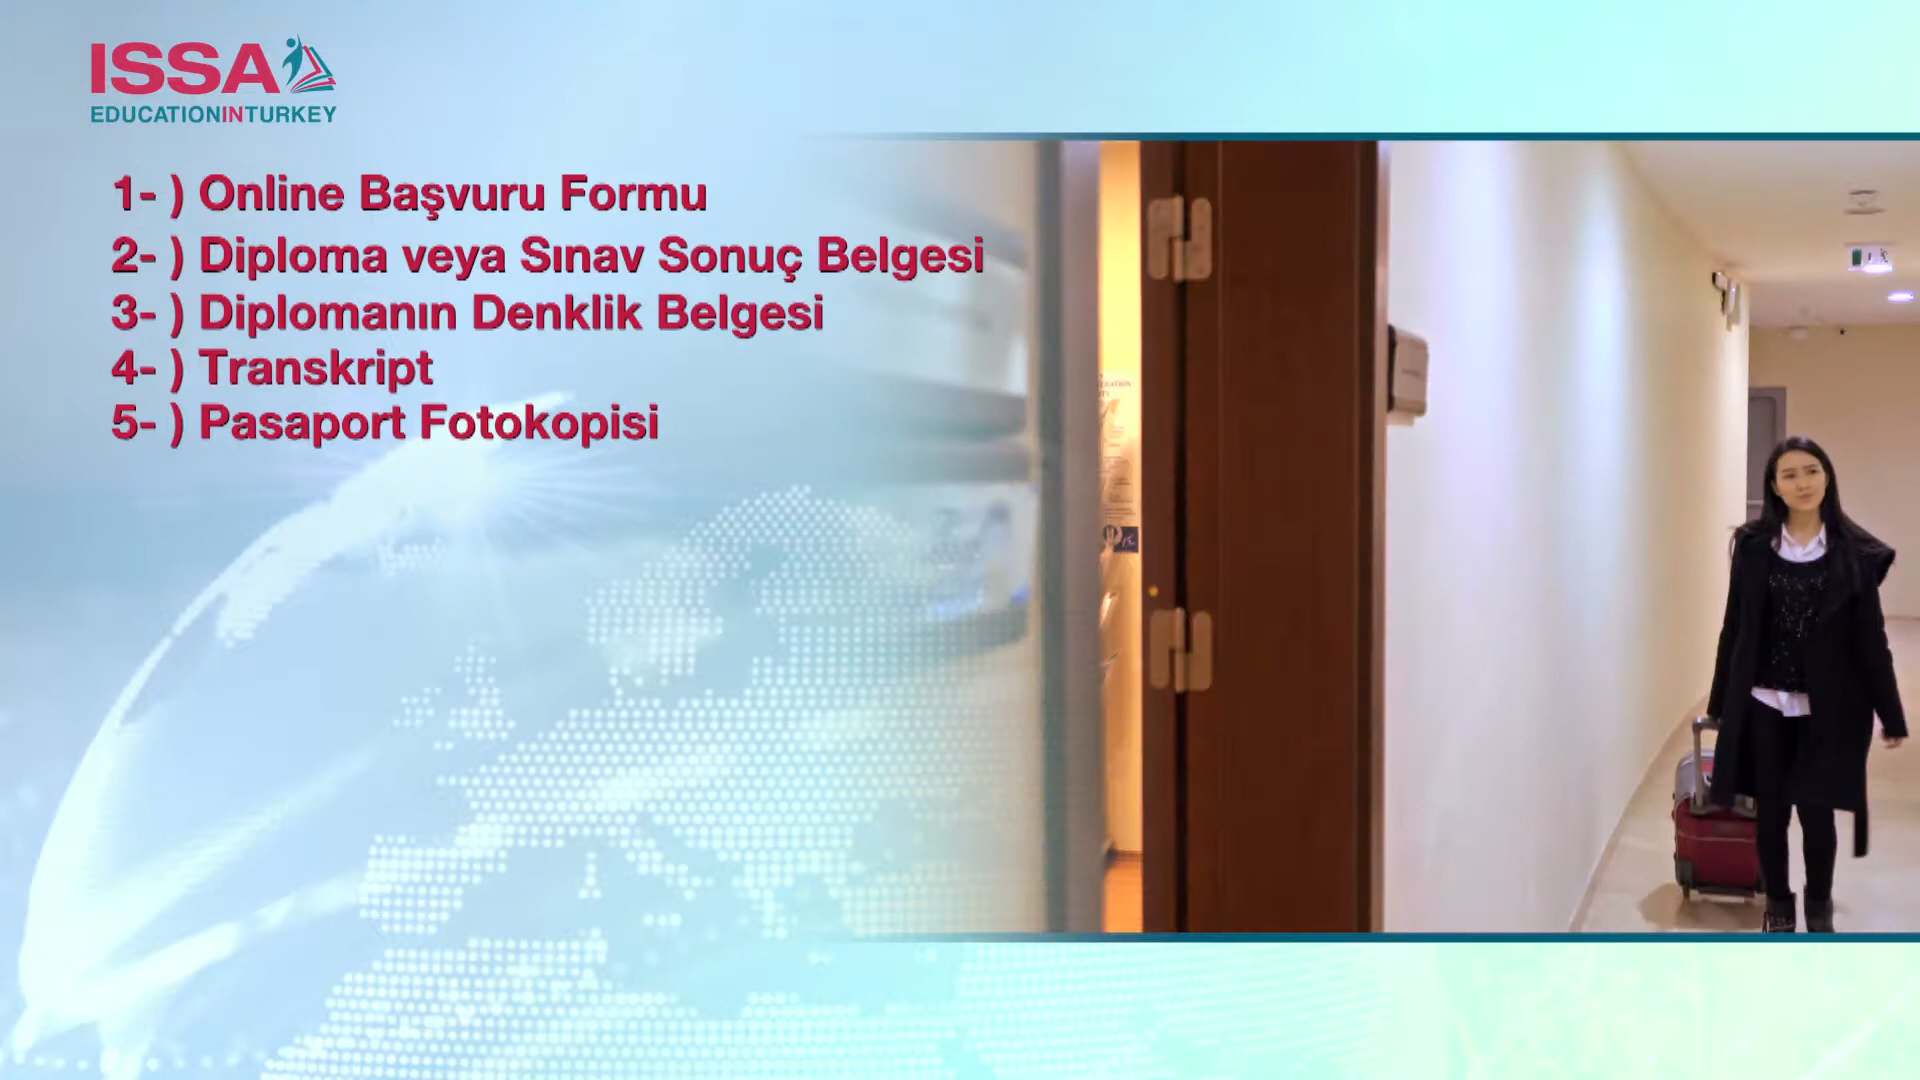 ISSA
EDUCATIONINTURKEY
1- ) Online Başvuru Formu
2- ) Diploma veya Sınav Sonuç Belgesi
3- ) Diplomanın Denklik Belgesi
4- ) Transkript
5- ) Pasaport Fotokopisi